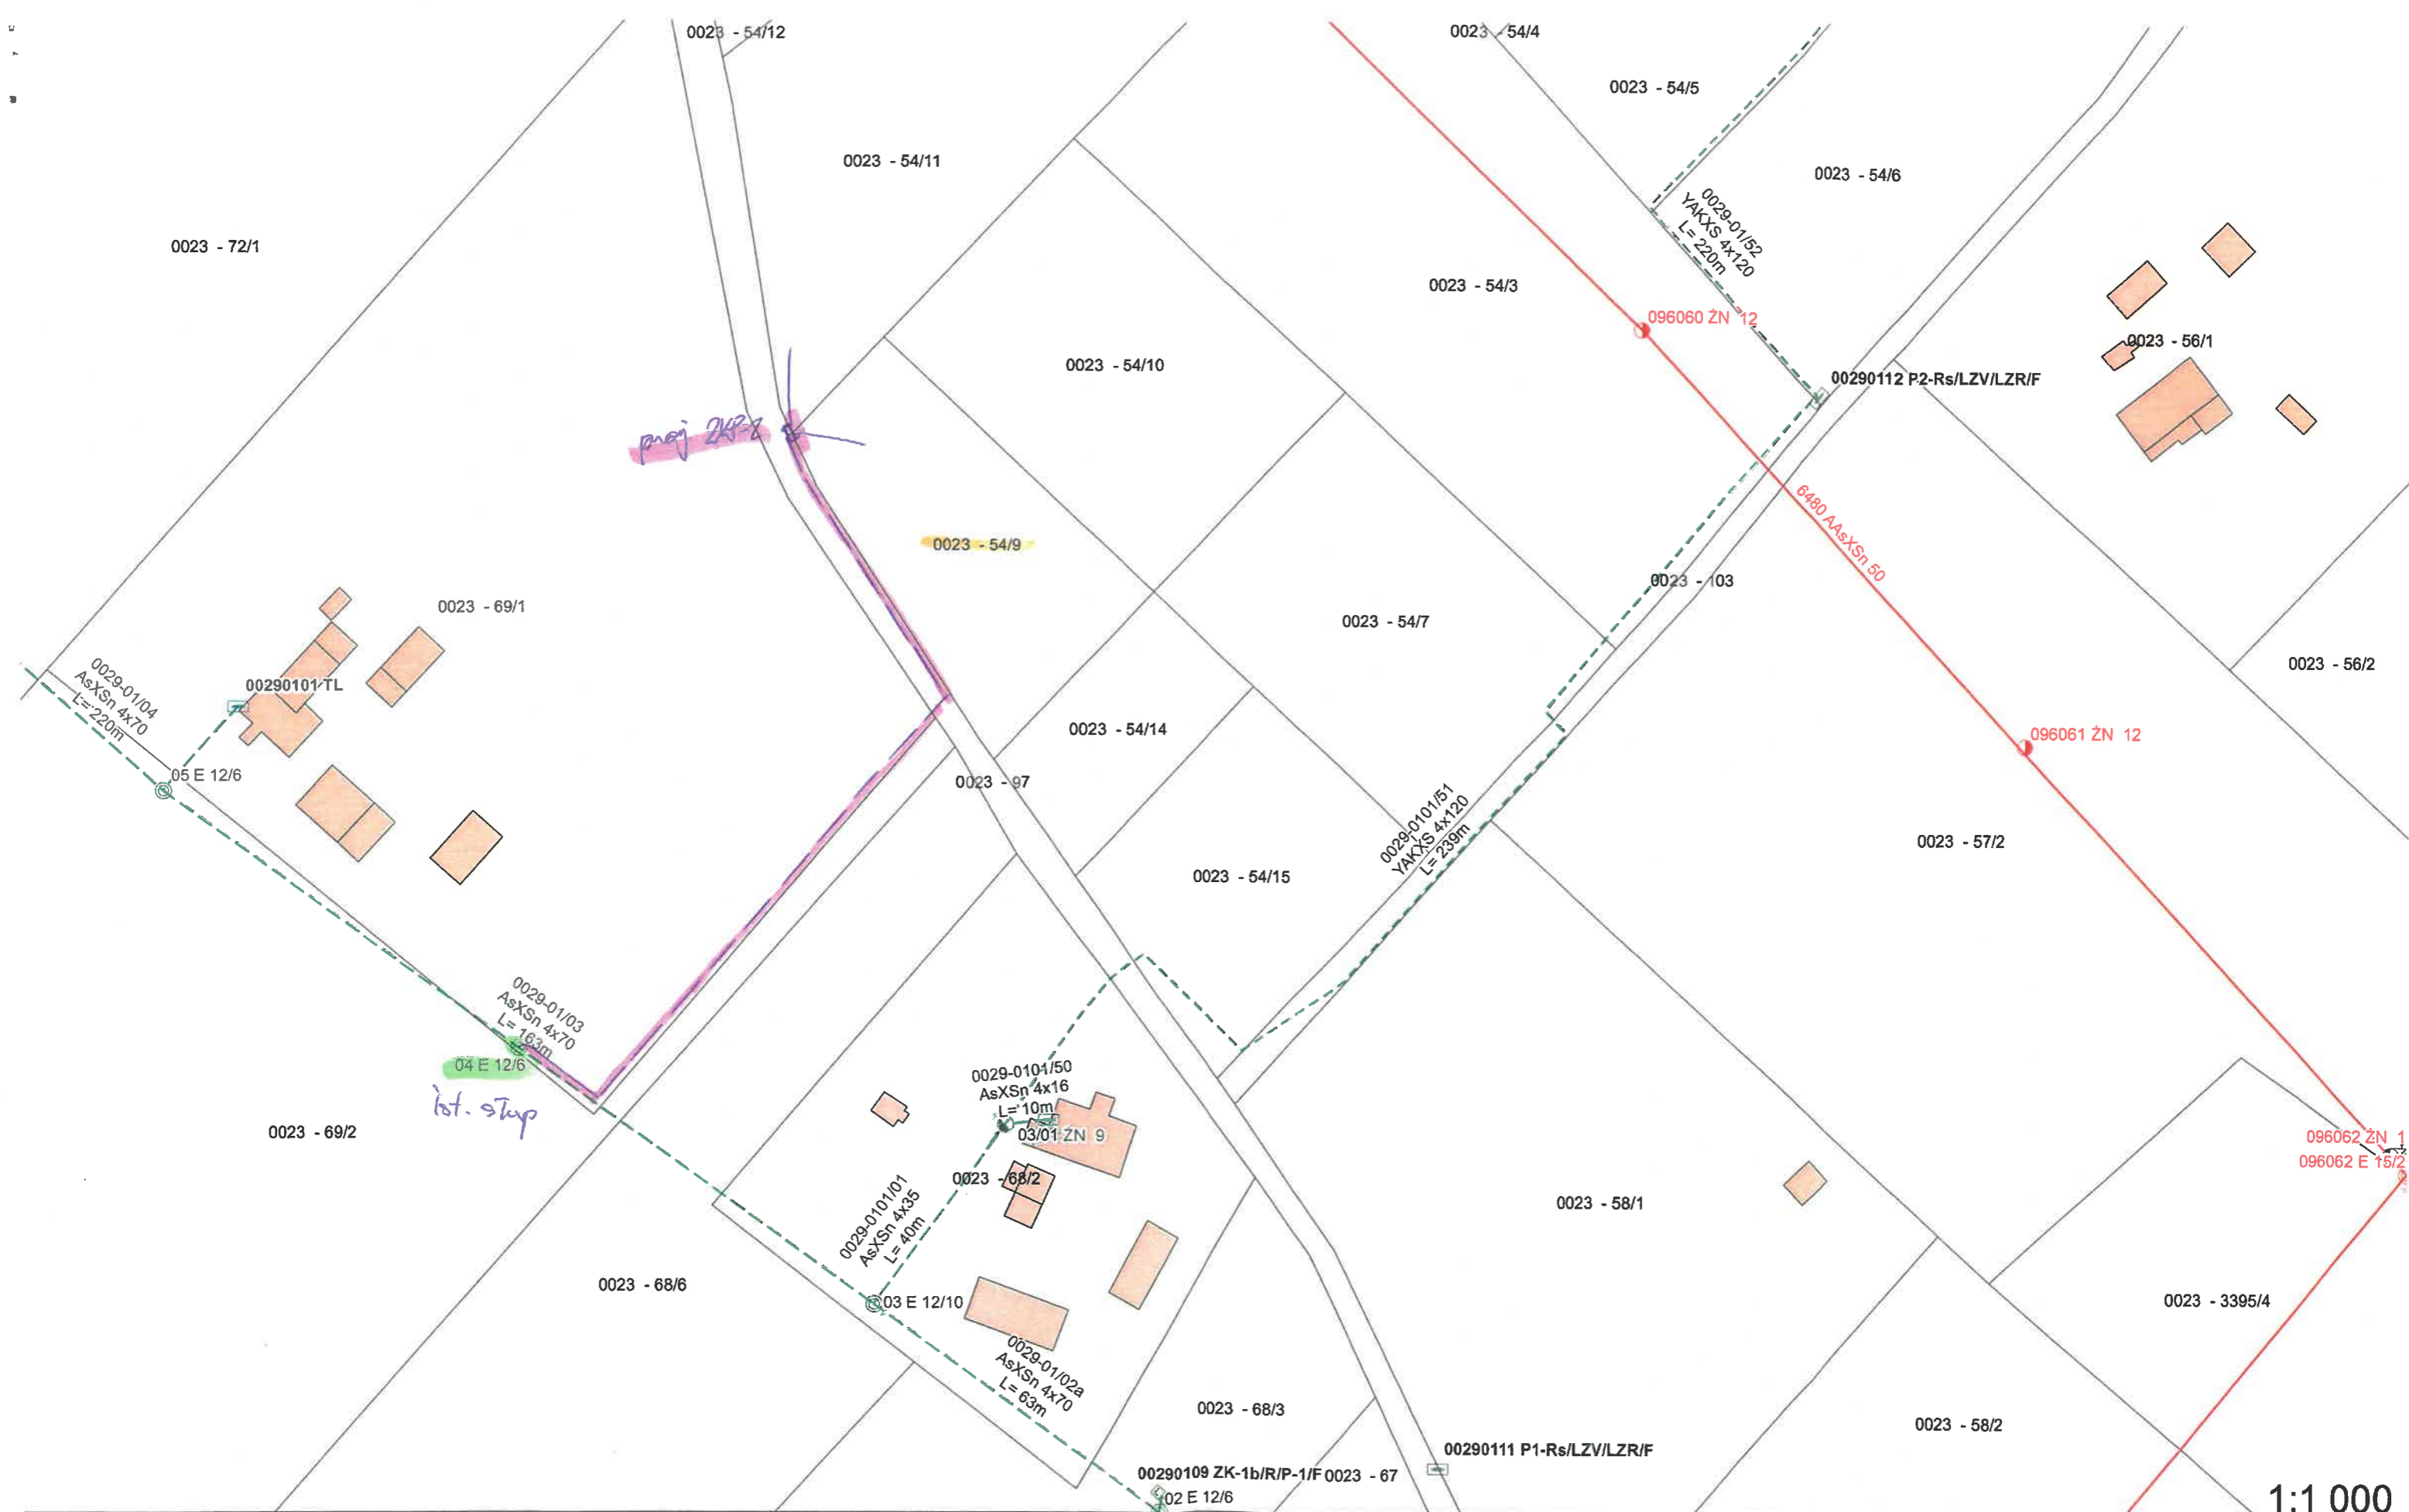 0023 - 54/12
0023 - 54/4
0023 - 54/5
0023 - 54/11
0023 - 54/6
0029-01/52
YAKXS 4x120
L= 220m
0023 - 72/1
0023 - 54/3
096060 ŻN 12
0023 - 56/1
0023 - 54/10
00290112 P2-Rs/LZV/LZR/F
proj
6480 AAsXSn 50
0023 - 54/9
0023 - 103
0023 - 69/1
0023 - 54/7
0023 - 56/2
0029-01/04
AsXSn 4x70
L= 220m
00290101 TL
0023 - 54/14
096061 ŻN 12
05 E 12/6
0023 - 97
0029-0101/51
YAKXS 4x120
L= 239m
0023 - 57/2
0023 - 54/15
0029-01/03
AsXSn 4x70
L= 163m
04 E 12/6
ist. słup
0029-0101/50
AsXSn 4x16
L= 10m
03/01 ŻN 9
0023 - 69/2
096062 ŻN 1
096062 E 15/2
0023 - 68/2
0029-0101/01
AsXSn 4x35
L= 40m
0023 - 58/1
0023 - 68/6
03 E 12/10
0023 - 3395/4
0029-01/02a
AsXSn 4x70
L= 63m
0023 - 68/3
0023 - 58/2
00290111 P1-Rs/LZV/LZR/F
00290109 ZK-1b/R/P-1/F
0023 - 67
02 E 12/6
1:1 000